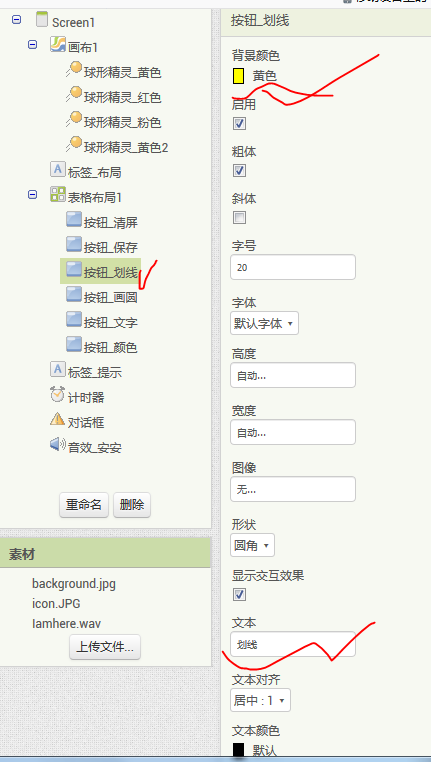 Screen1
画布1
球形精灵_黄色
球形精灵_红色
球形精灵_粉色
球形精灵_黄色2
标签_布局
表格布局1
按钮_清屏
按钮_保存
按钮_划线
按钮_画圆
按钮_文字
按钮_颜色
标签_提示
计时器
对话框
音效_安安
重命名 删除
素材
background.jpg
icon.JPG
Iamhere.wav
上传文件...
按钮_划线
背景颜色
黄色
启用
粗体
斜体
字号
20
字体
默认字体
高度
自动...
宽度
自动...
图像
无...
形状
圆角
显示交互效果
文本
划线
文本对齐
居中 : 1
文本颜色
默认